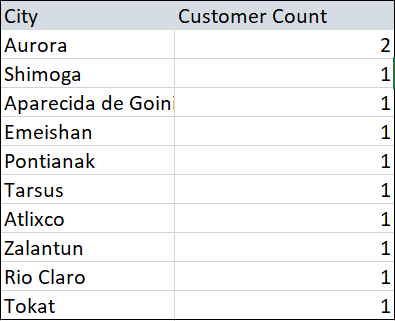 City Customer Count
Aurora 2
Shimoga 1
Aparecida de Goini 1
Emeishan 1
Pontianak 1
Tarsus 1
Atlixco 1
Zalantun 1
Rio Claro 1
Tokat 1